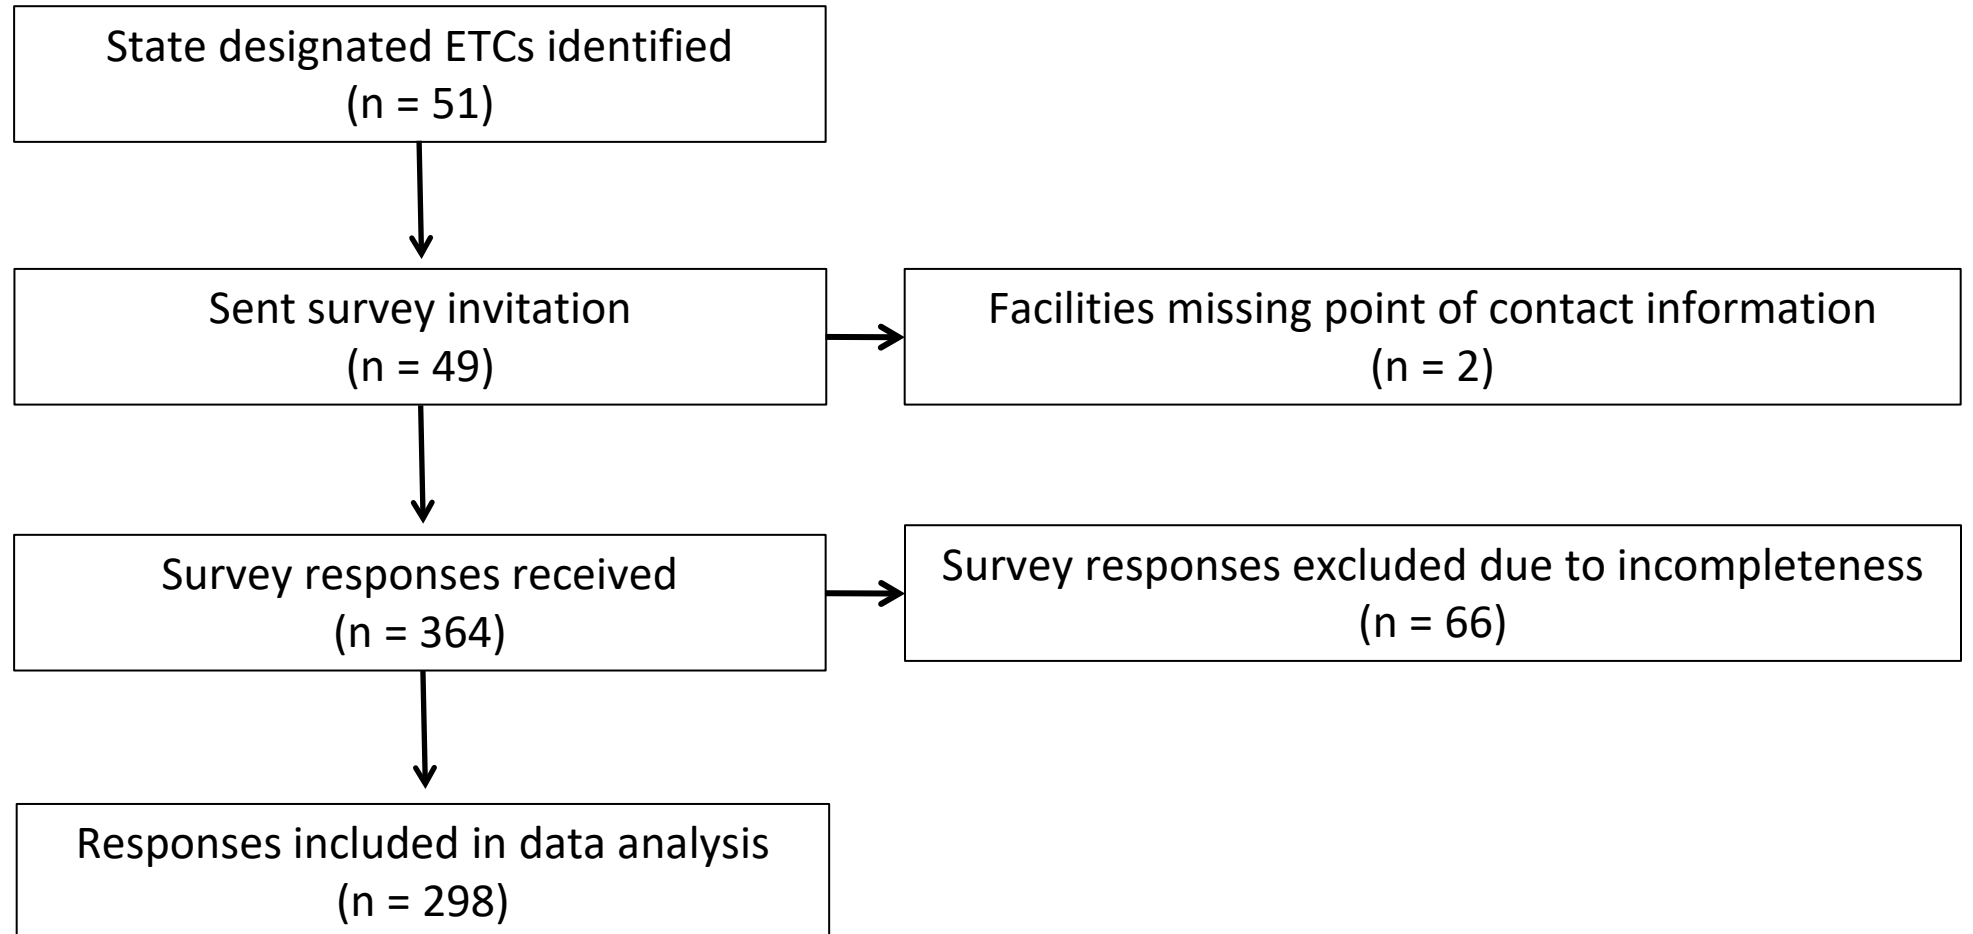 State designated ETCs identified
(n = 51)
Sent survey invitation
(n = 49)
Facilities missing point of contact information
(n = 2)
Survey responses received
(n = 364)
Survey responses excluded due to incompleteness
(n = 66)
Responses included in data analysis
(n = 298)